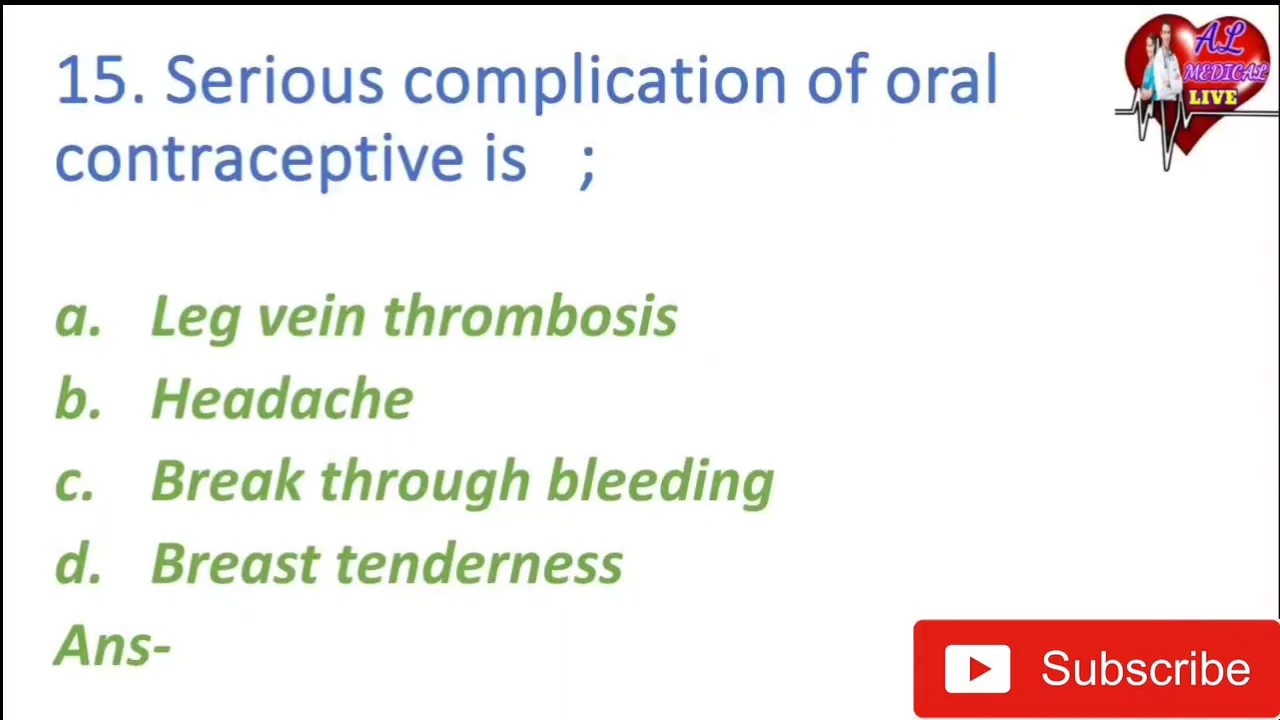 15. Serious complication of oral
contraceptive is ;
a. Leg vein thrombosis
b. Headache
c. Break through bleeding
d. Breast tenderness
Ans-
AL
MEDICAL
LIVE
Subscribe